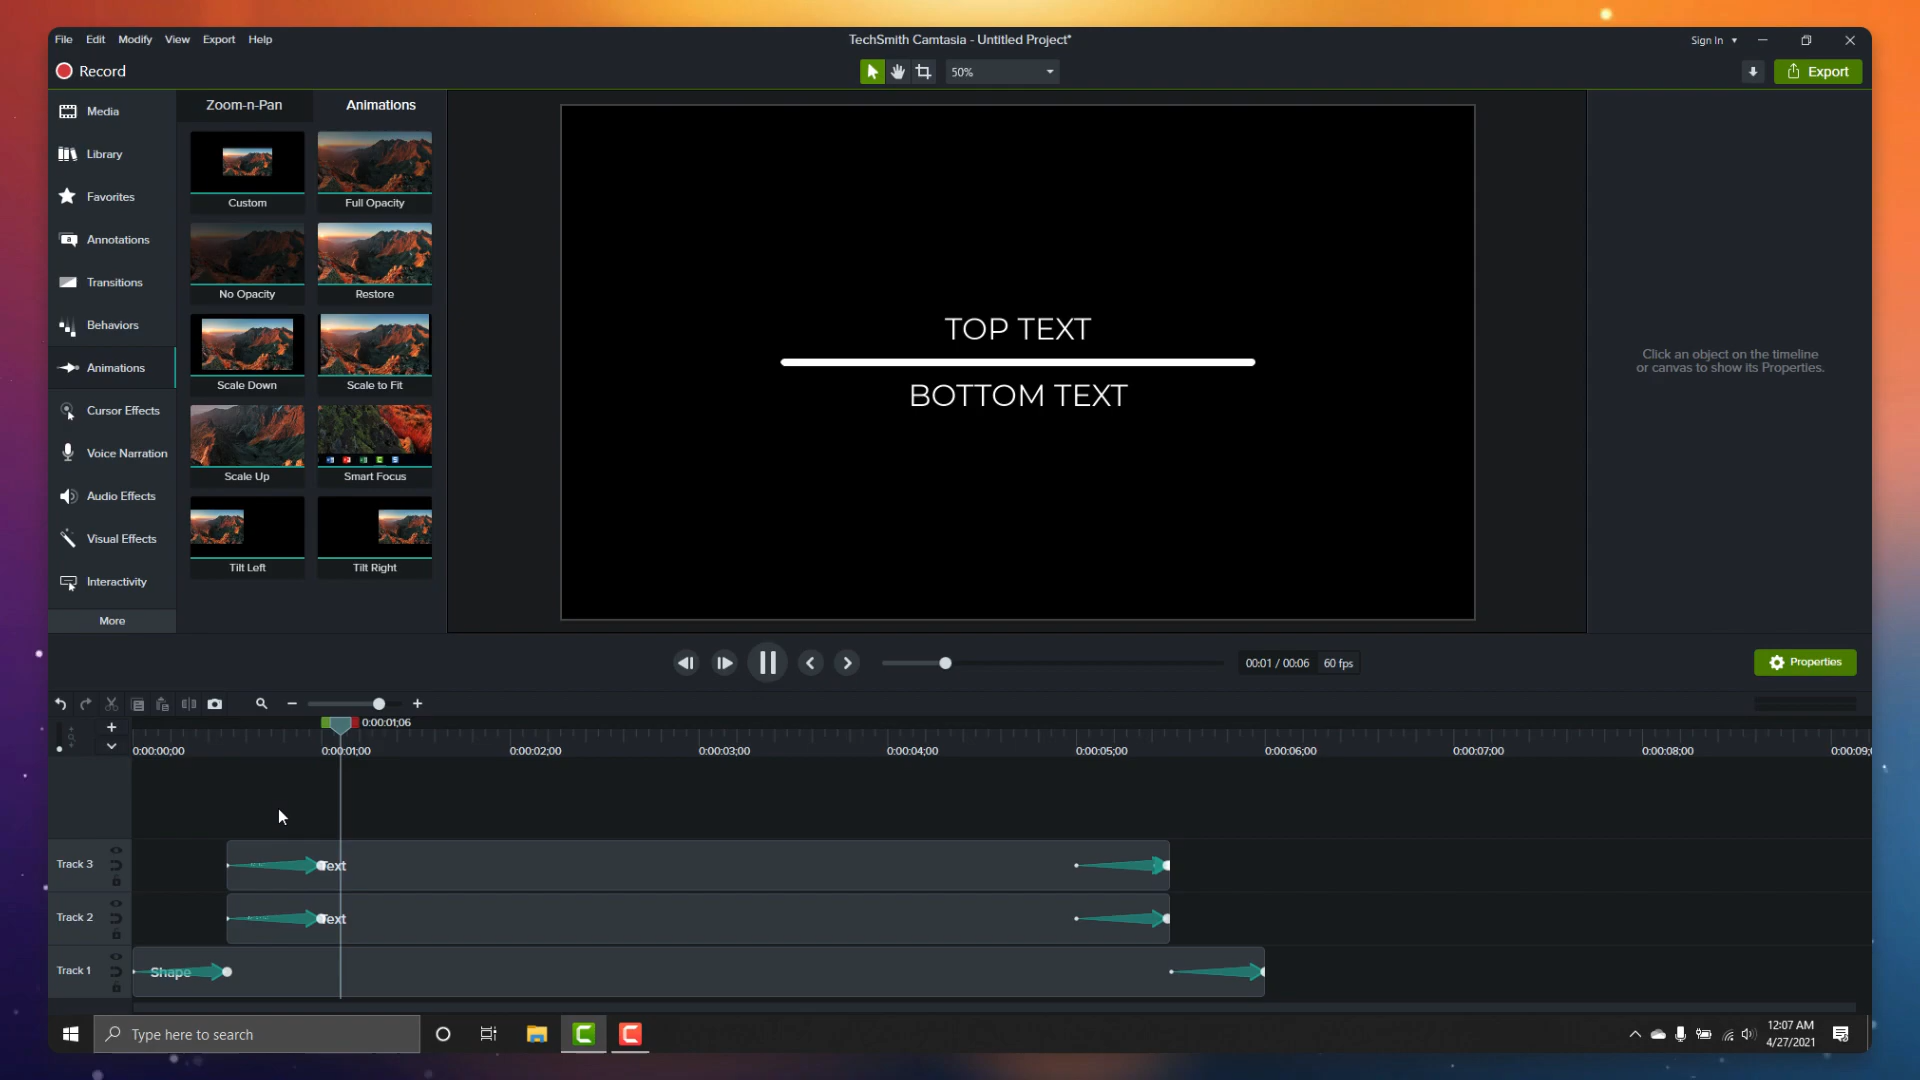 File Edit Modify View Export Help
TechSmith Camtasia - Untitled Project*
Sign In
Record
50%
Export
Media
Library
Favorites
Annotations
Transitions
Behaviors
Animations
Cursor Effects
Voice Narration
Audio Effects
Visual Effects
Interactivity
More
Zoom-n-Pan Animations
Custom Full Opacity
No Opacity Restore
Scale Down Scale to Fit
Scale Up Smart Focus
Tilt Left Tilt Right
TOP TEXT
BOTTOM TEXT
Click an object on the timeline
or canvas to show its Properties.
00:01 / 00:06 60 fps
Properties
0:00:01;06
0:00:00;00 0:00:01;00 0:00:02;00 0:00:03;00 0:00:04;00 0:00:05;00 0:00:06;00 0:00:07;00 0:00:08;00 0:00:09;
Track 3 Text
Track 2 Text
Track 1 Shape
Type here to search
12:07 AM
4/27/2021